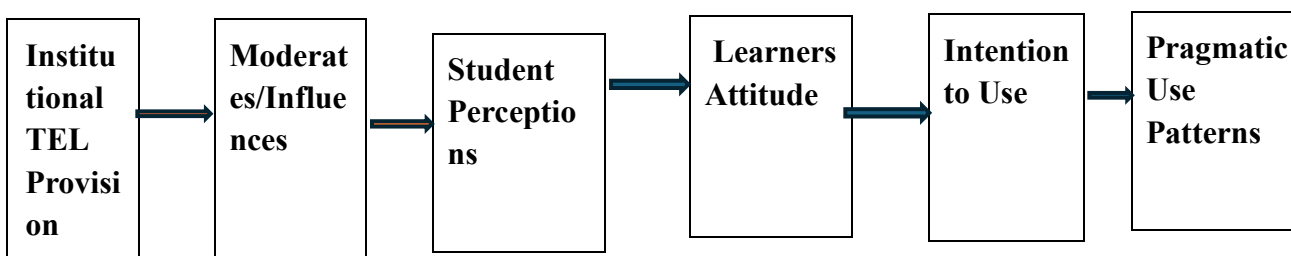 Institu
tional
TEL
Provisi
on
Moderat
es/Influe
nces
Student
Perceptio
ns
Learners
Attitude
Intention
to Use
Pragmatic
Use
Patterns